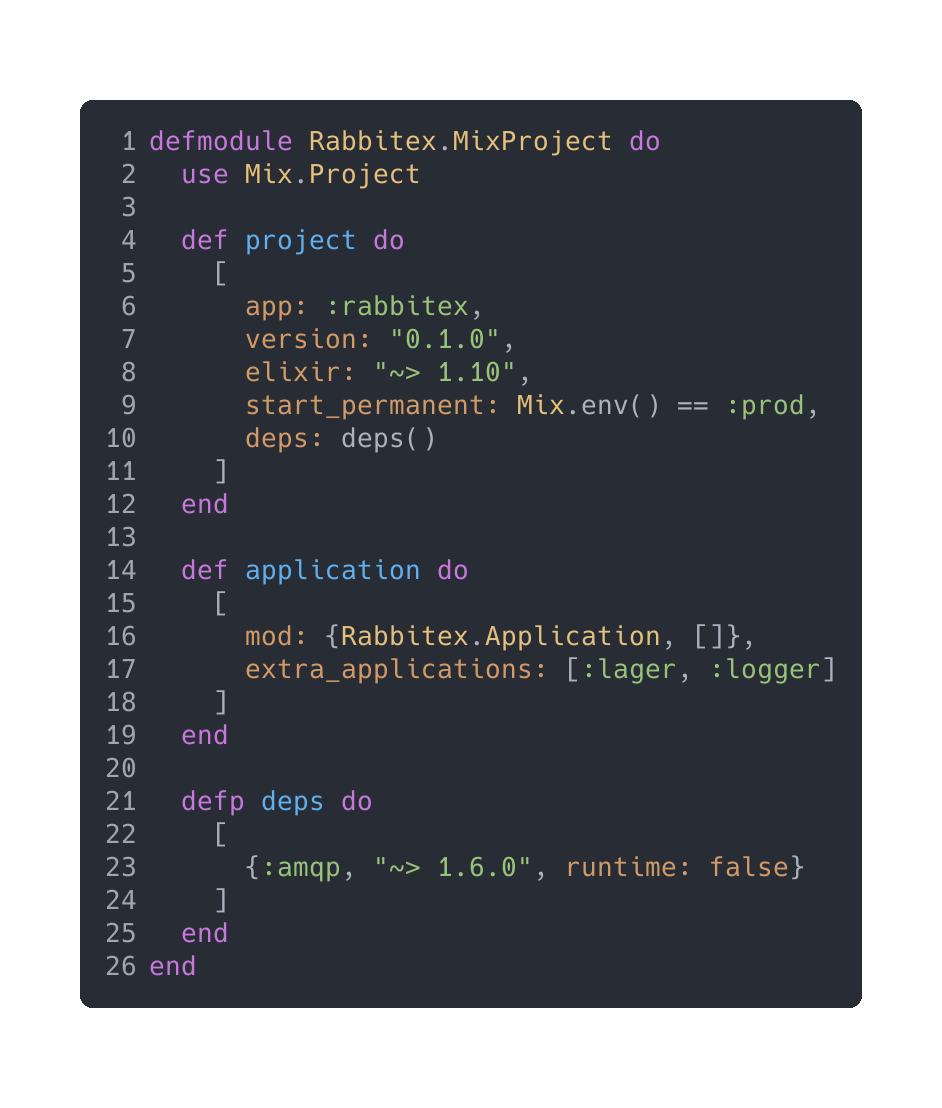 1 defmodule Rabbitex.MixProject do
2   use Mix.Project
3
4   def project do
5     [
6       app: :rabbitex,
7       version: "0.1.0",
8       elixir: "~> 1.10",
9       start_permanent: Mix.env() == :prod,
10       deps: deps()
11     ]
12   end
13
14   def application do
15     [
16       mod: {Rabbitex.Application, []},
17       extra_applications: [:lager, :logger]
18     ]
19   end
20
21   defp deps do
22     [
23       {:amqp, "~> 1.6.0", runtime: false}
24     ]
25   end
26 end